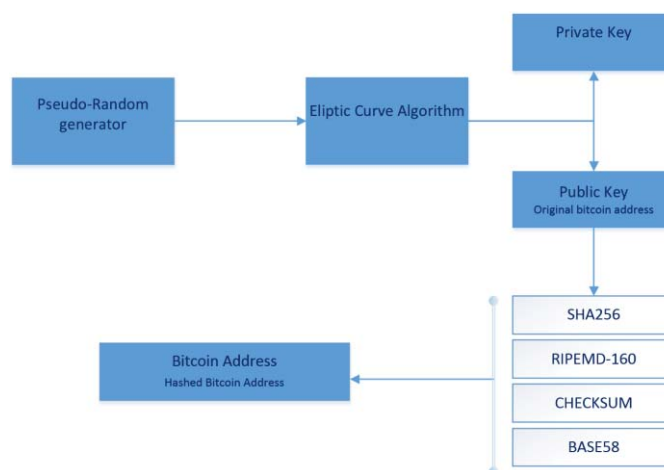 Private Key
Pseudo-Random
generator
Eliptic Curve Algorithm
Public Key
Original bitcoin address
SHA256
RIPEMD-160
CHECKSUM
BASE58
Bitcoin Address
Hashed Bitcoin Address